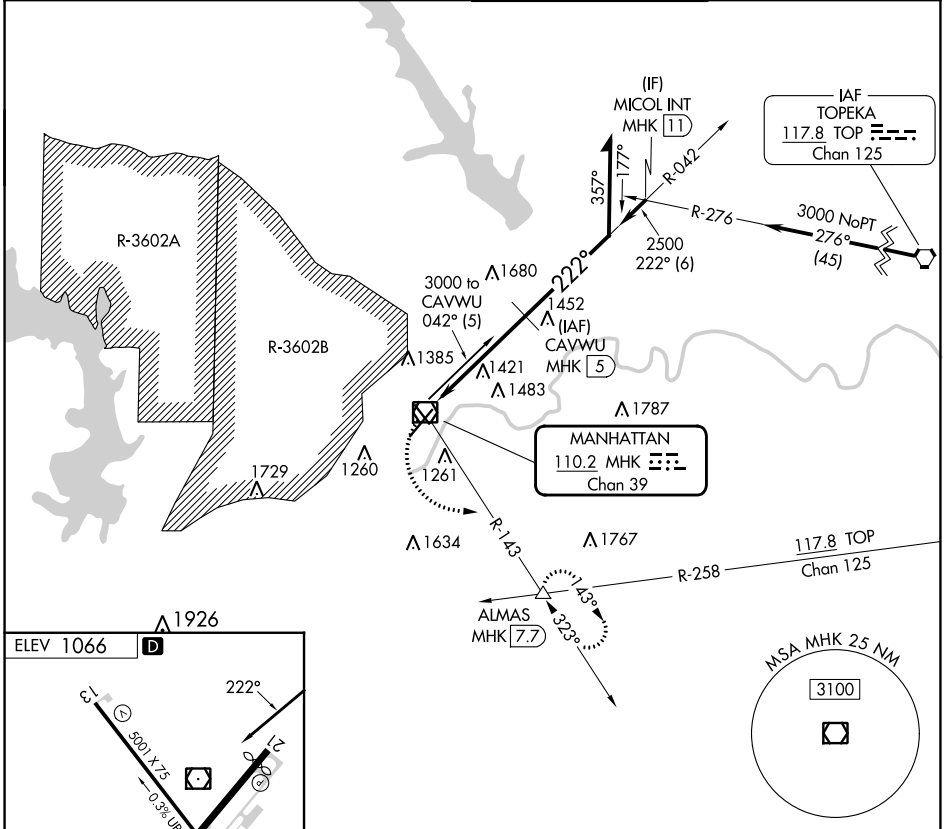 (IF)
MICOL INT
MHK 11
IAF
TOPEKA
117.8 TOP
Chan 125
R-042
357°
177°
R-276
3000 NoPT
276°
(45)
2500
222° (6)
R-3602A
R-3602B
3000 to
CAVWU
042° (5)
1680
222°
1452
(IAF)
CAVWU
MHK 5
1385
1421
1483
1787
MANHATTAN
110.2 MHK
Chan 39
1729
1260
1261
R-143
1634
1767
117.8 TOP
Chan 125
R-258
143°
323°
ALMAS
MHK 7.7
1926
ELEV 1066 D
222°
13
V
5001 X 75
0.3% UP
21
P
MSA MHK 25 NM
3100